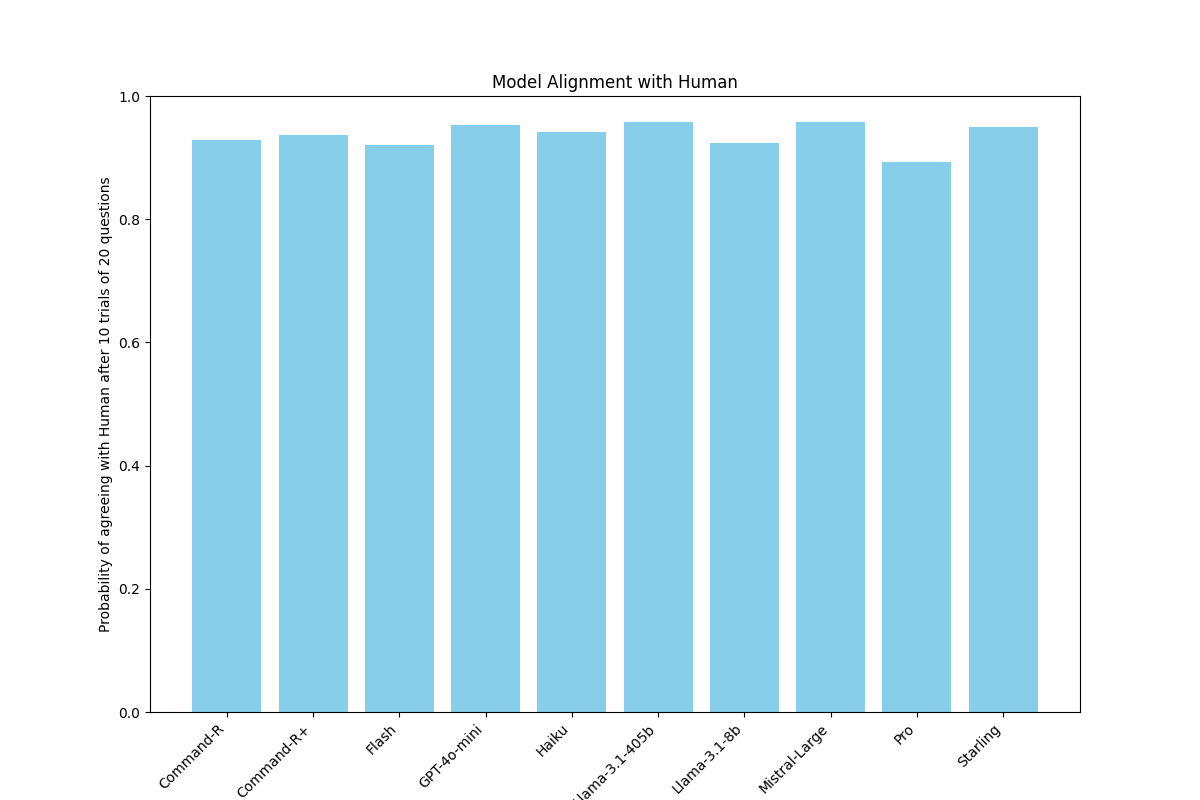 Model Alignment with Human
Probability of agreeing with Human after 10 trials of 20 questions
1.0
0.8
0.6
0.4
0.2
0.0
Command-R
Command-R+
Flash
GPT-4o-mini
Haiku
Llama-3.1-405b
Llama-3.1-8b
Mistral-Large
Pro
Starling